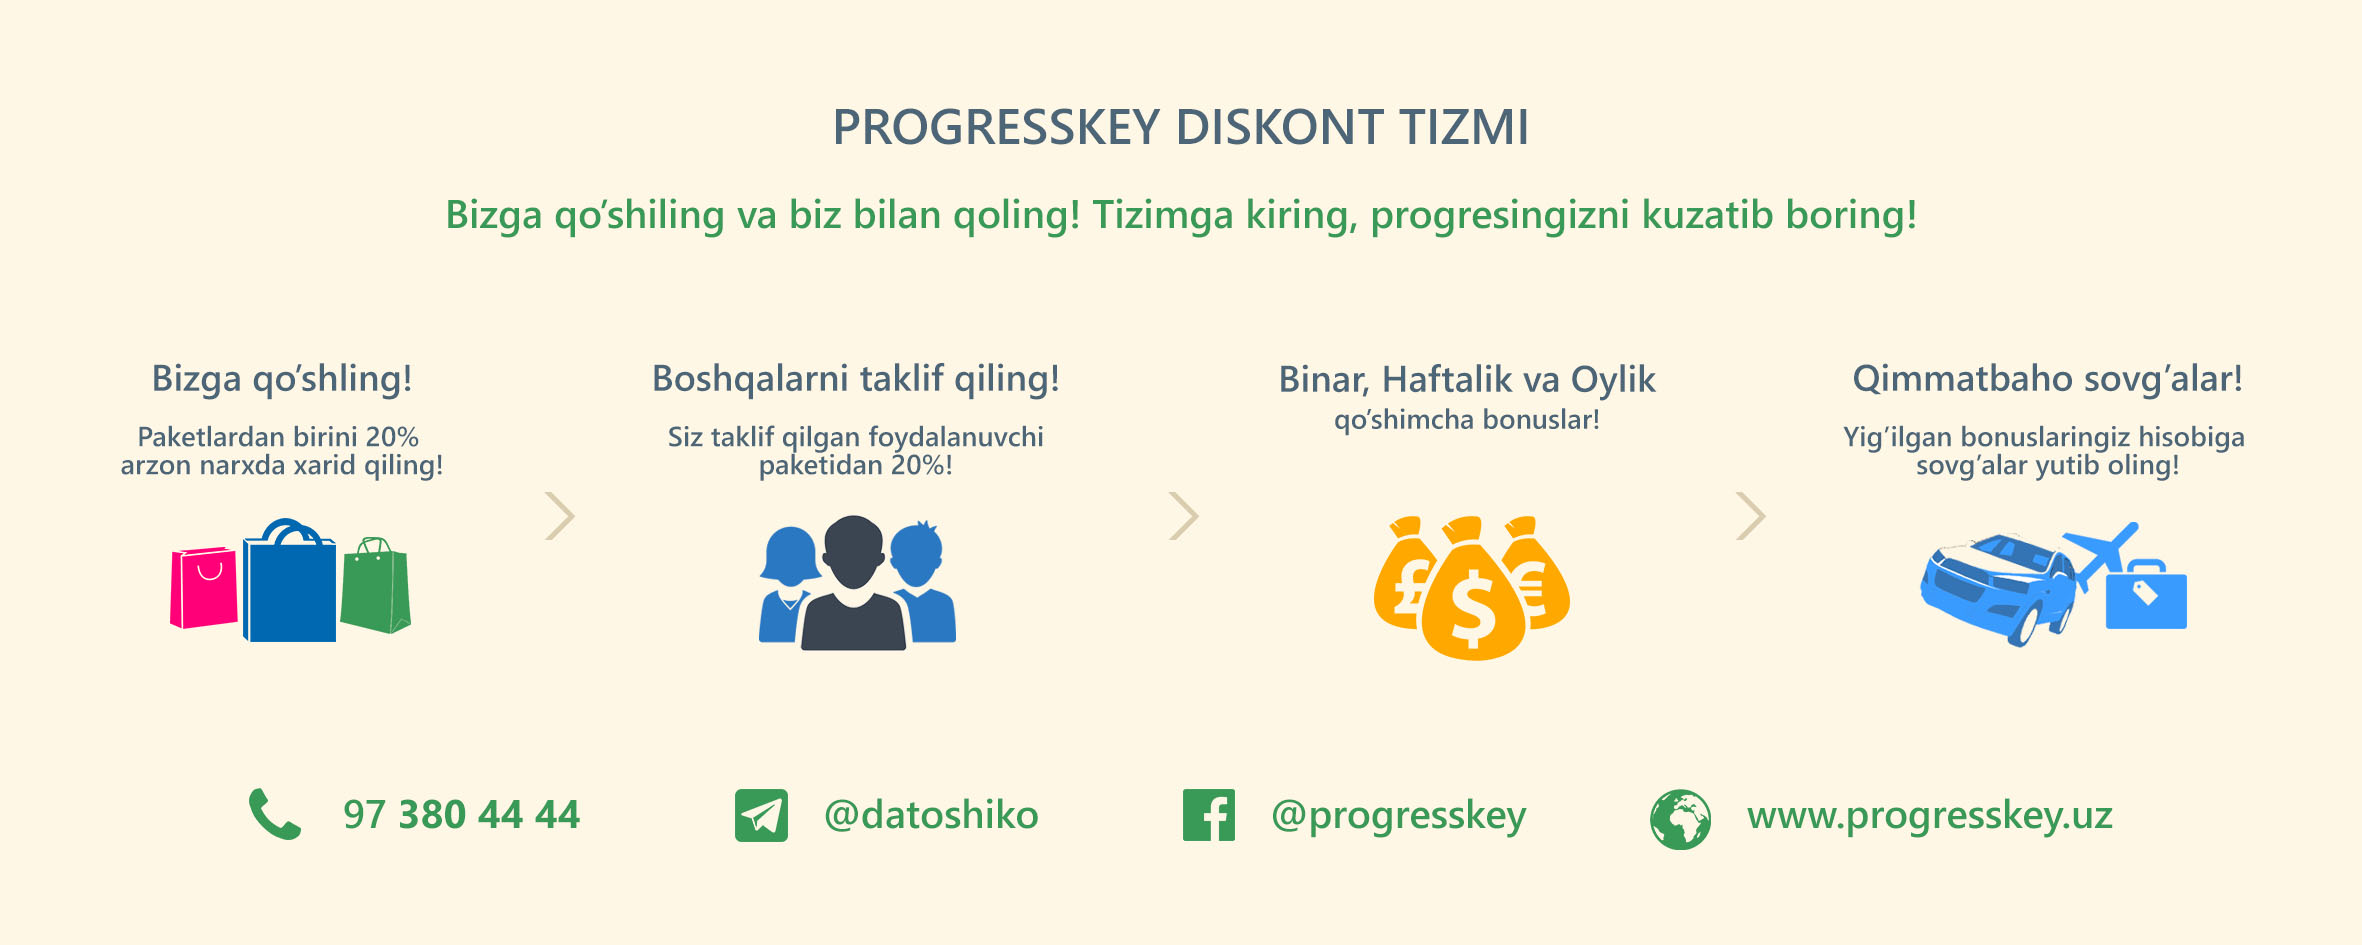 PROGRESSKEY DISKONT TIZMI
Bizga qo’shiling va biz bilan qoling! Tizimga kiring, progresingizni kuzatib boring!
Bizga qo’shling!
Paketlardan birini 20%
arzon narxda xarid qiling!
Boshqalarni taklif qiling!
Siz taklif qilgan foydalanuvchi
paketidan 20%!
Binar, Haftalik va Oylik
qo’shimcha bonuslar!
£ $ €
Qimmatbaho sovg’alar!
Yig’ilgan bonuslaringiz hisobiga
sovg’alar yutib oling!
97 380 44 44
@datoshiko
@progresskey
www.progresskey.uz